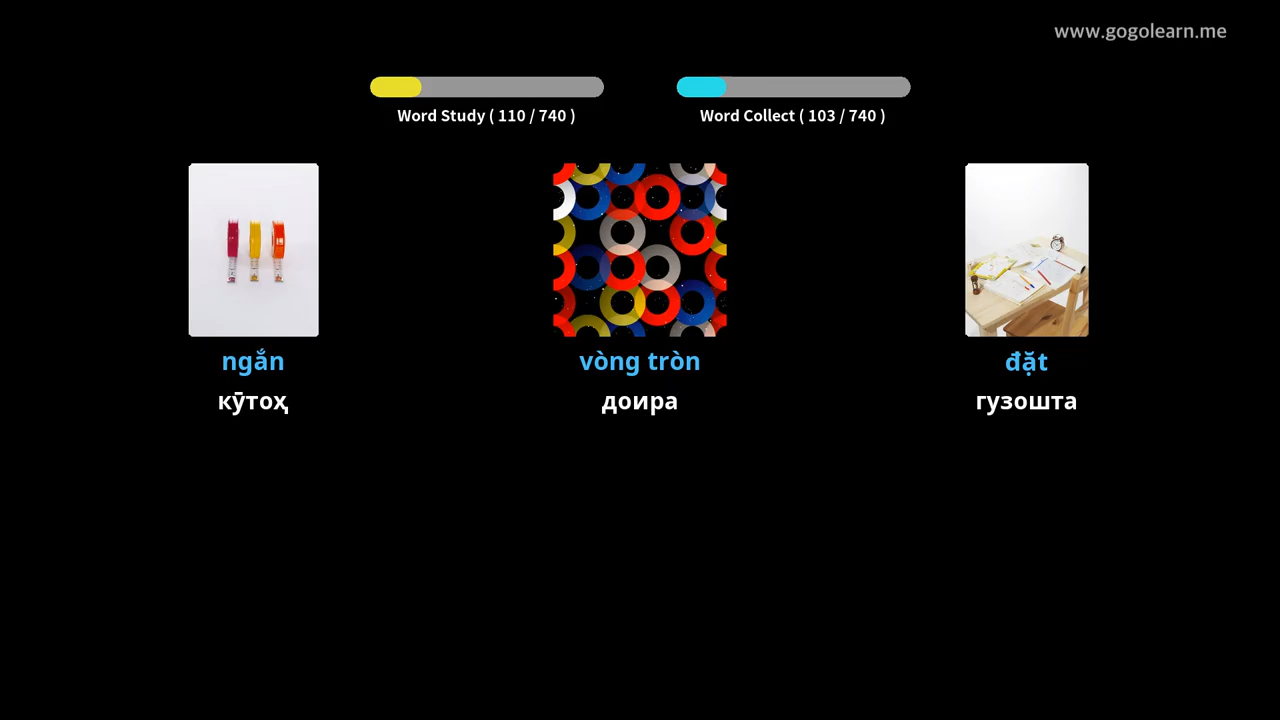 www.gogolearn.me
Word Study ( 110 / 740 )
Word Collect ( 103 / 740 )
ngắn
vòng tròn
đặt
кӯтоҳ
доира
гузошта